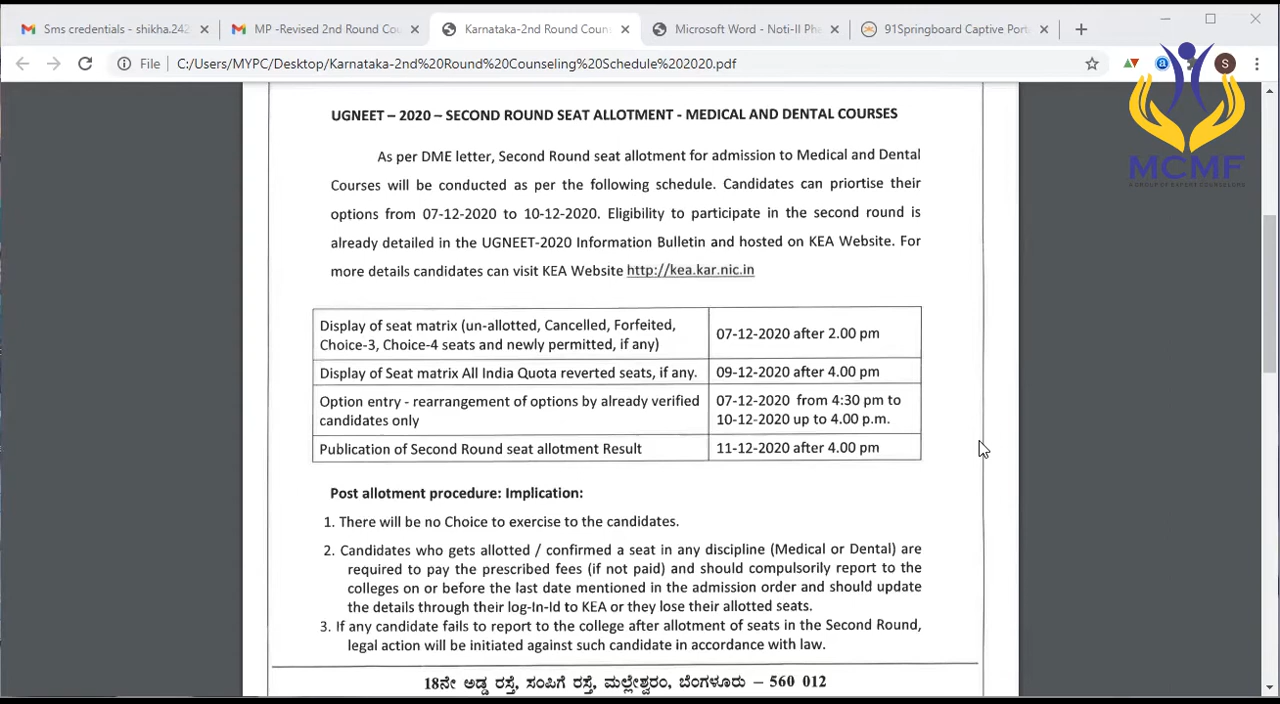 Sms credentials - shikha.242
MP -Revised 2nd Round Co
Karnataka-2nd Round Coun
Microsoft Word - Noti-II Ph
91Springboard Captive Port
File
C:/Users/MYPC/Desktop/Karnataka-2nd%20Round%20Counseling%20Schedule%202020.pdf
S
MCMF
A GROUP OF EXPERT COUNSELORS
UGNEET – 2020 – SECOND ROUND SEAT ALLOTMENT - MEDICAL AND DENTAL COURSES
As per DME letter, Second Round seat allotment for admission to Medical and Dental
Courses will be conducted as per the following schedule. Candidates can priortise their
options from 07-12-2020 to 10-12-2020. Eligibility to participate in the second round is
already detailed in the UGNEET-2020 Information Bulletin and hosted on KEA Website. For
more details candidates can visit KEA Website http://kea.kar.nic.in
Display of seat matrix (un-allotted, Cancelled, Forfeited,
Choice-3, Choice-4 seats and newly permitted, if any)
07-12-2020 after 2.00 pm
Display of Seat matrix All India Quota reverted seats, if any.
09-12-2020 after 4.00 pm
Option entry - rearrangement of options by already verified
candidates only
07-12-2020 from 4:30 pm to
10-12-2020 up to 4.00 p.m.
Publication of Second Round seat allotment Result
11-12-2020 after 4.00 pm
Post allotment procedure: Implication:
1. There will be no Choice to exercise to the candidates.
2. Candidates who gets allotted / confirmed a seat in any discipline (Medical or Dental) are
required to pay the prescribed fees (if not paid) and should compulsorily report to the
colleges on or before the last date mentioned in the admission order and should update
the details through their log-In-Id to KEA or they lose their allotted seats.
3. If any candidate fails to report to the college after allotment of seats in the Second Round,
legal action will be initiated against such candidate in accordance with law.
18ನೇ ಅಡ್ಡ ರಸ್ತೆ, ಸಂಪಿಗೆ ರಸ್ತೆ, ಮಲ್ಲೇಶ್ವರಂ, ಬೆಂಗಳೂರು – 560 012